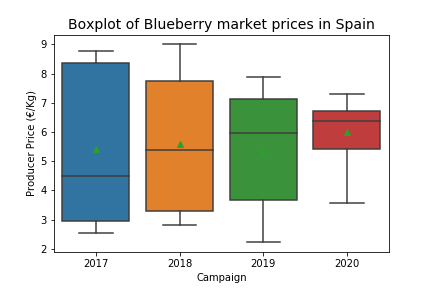 Boxplot of Blueberry market prices in Spain
9
8
7
6
5
4
3
2
Producer Price (€/Kg)
2017 2018 2019 2020
Campaign